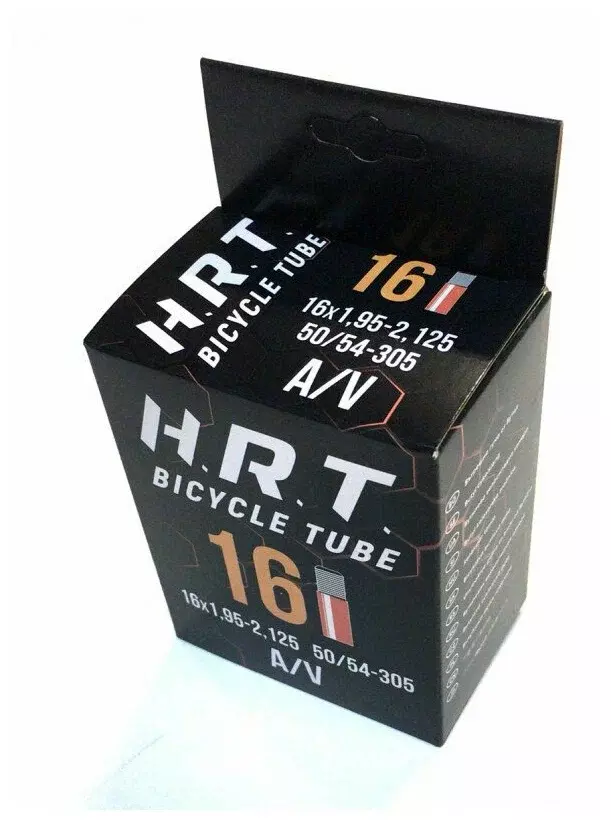 H.R.T.
BICYCLE TUBE
16
16x1,95-2,125
50/54-305
A/V
H.R.T.
BICYCLE TUBE
16
16x1,95-2,125 50/54-305
A/V